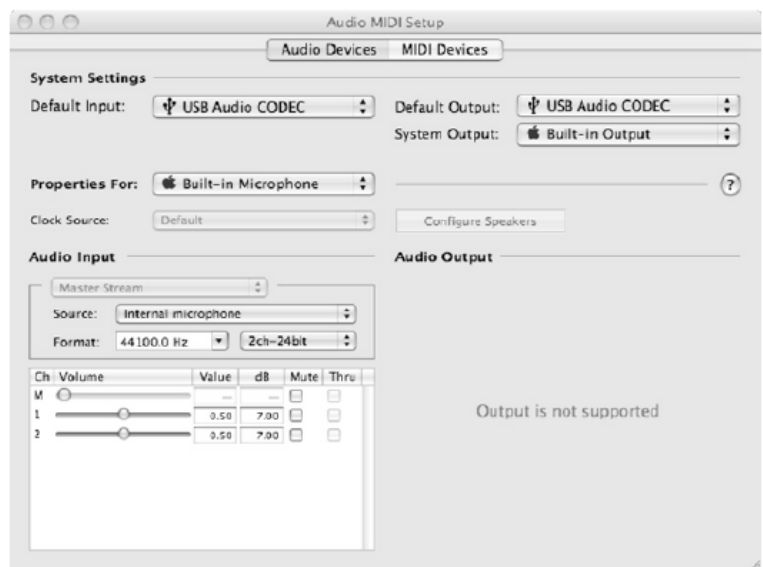 Audio MIDI Setup
Audio Devices MIDI Devices
System Settings
Default Input: USB Audio CODEC
Default Output: USB Audio CODEC
System Output: Built-in Output
Properties For: Built-in Microphone ?
Clock Source: Default
Configure Speakers
Audio Input
Audio Output
Master Stream
Source: Internal microphone
Format: 44100.0 Hz 2ch-24bit
Ch Volume Value dB Mute Thru
M — —
1 0.50 7.00
2 0.50 7.00
Output is not supported